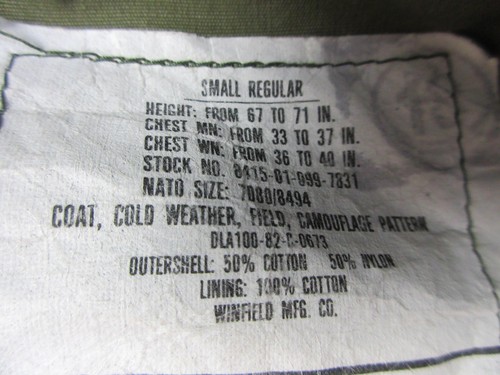 SMALL REGULAR
HEIGHT: FROM 67 TO 71 IN.
CHEST MN: FROM 33 TO 37 IN.
CHEST WN: FROM 36 TO 40 IN.
STOCK NO. 8415-01-099-7831
NATO SIZE: 7080/8494
COAT, COLD WEATHER, FIELD, CAMOUFLAGE PATTERN
DLA100-82-C-0673
OUTERSHELL: 50% COTTON 50% NYLON
LINING: 100% COTTON
WINFIELD MFG. CO.